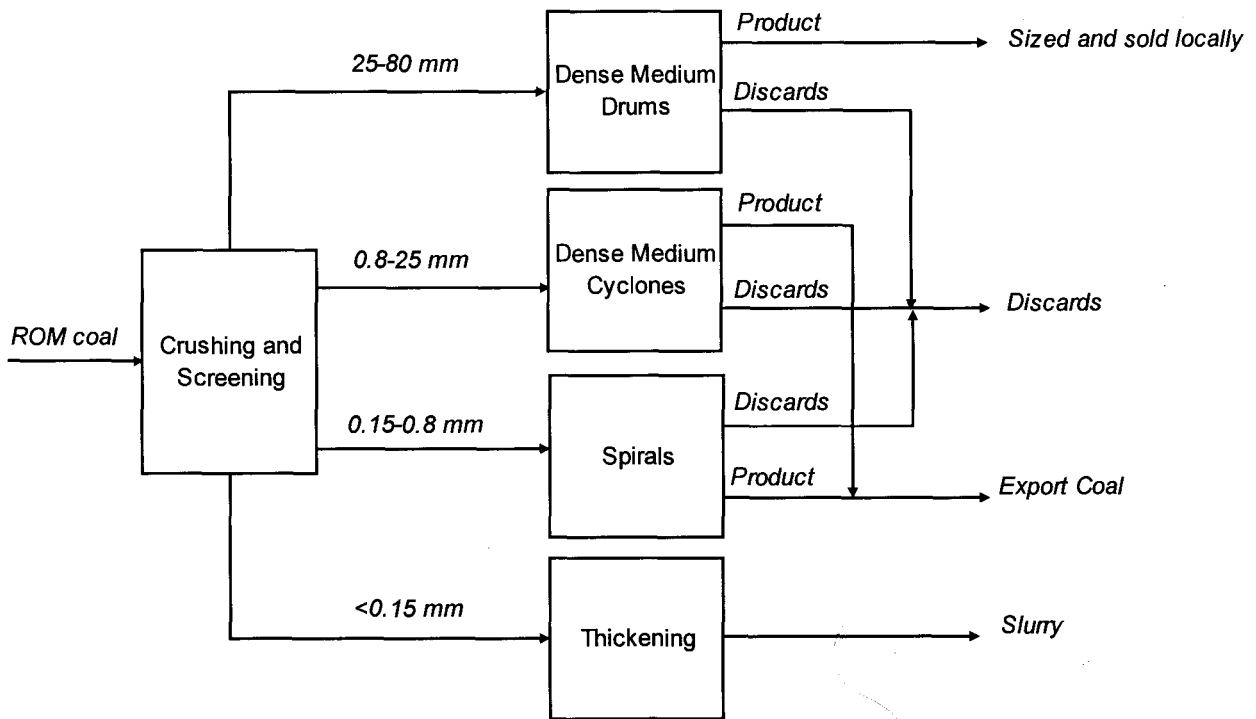 Product
Sized and sold locally
25-80 mm
Dense Medium
Drums
Discards
Product
0.8-25 mm
Dense Medium
Cyclones
Discards
Discards
ROM coal
Crushing and
Screening
Discards
0.15-0.8 mm
Spirals
Product
Export Coal
<0.15 mm
Thickening
Slurry